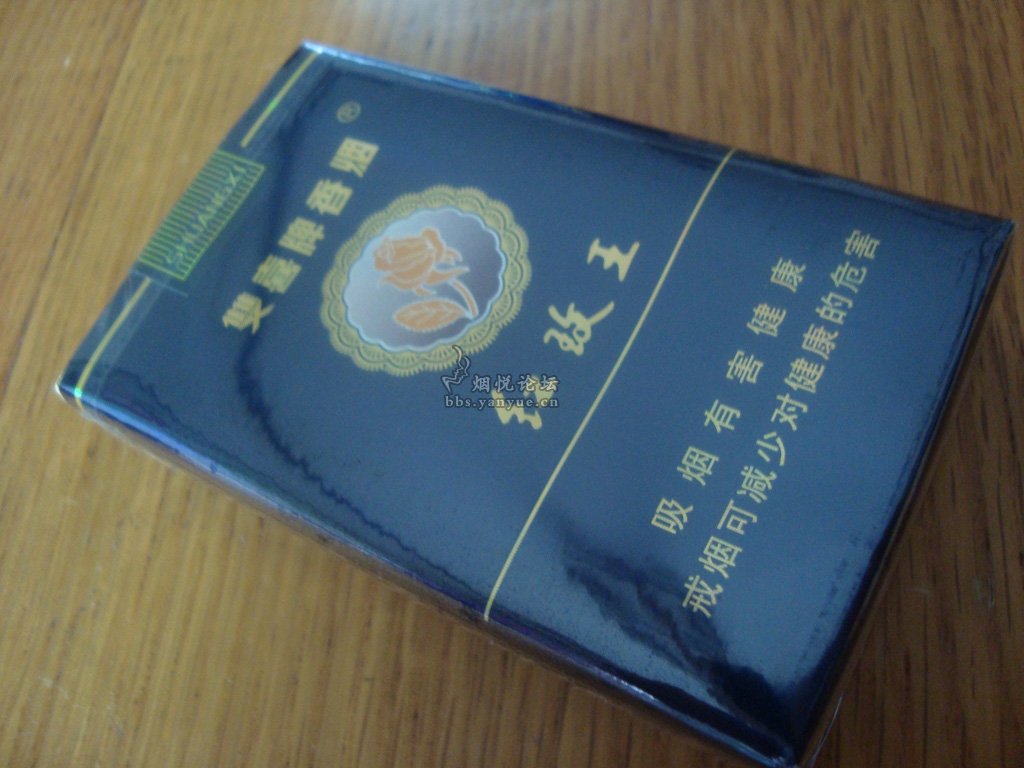 SHUANGXI
雙喜牌香烟®
红玫王
吸烟有害健康
戒烟可减少对健康的危害
烟悦论坛
bbs.yanyue.cn